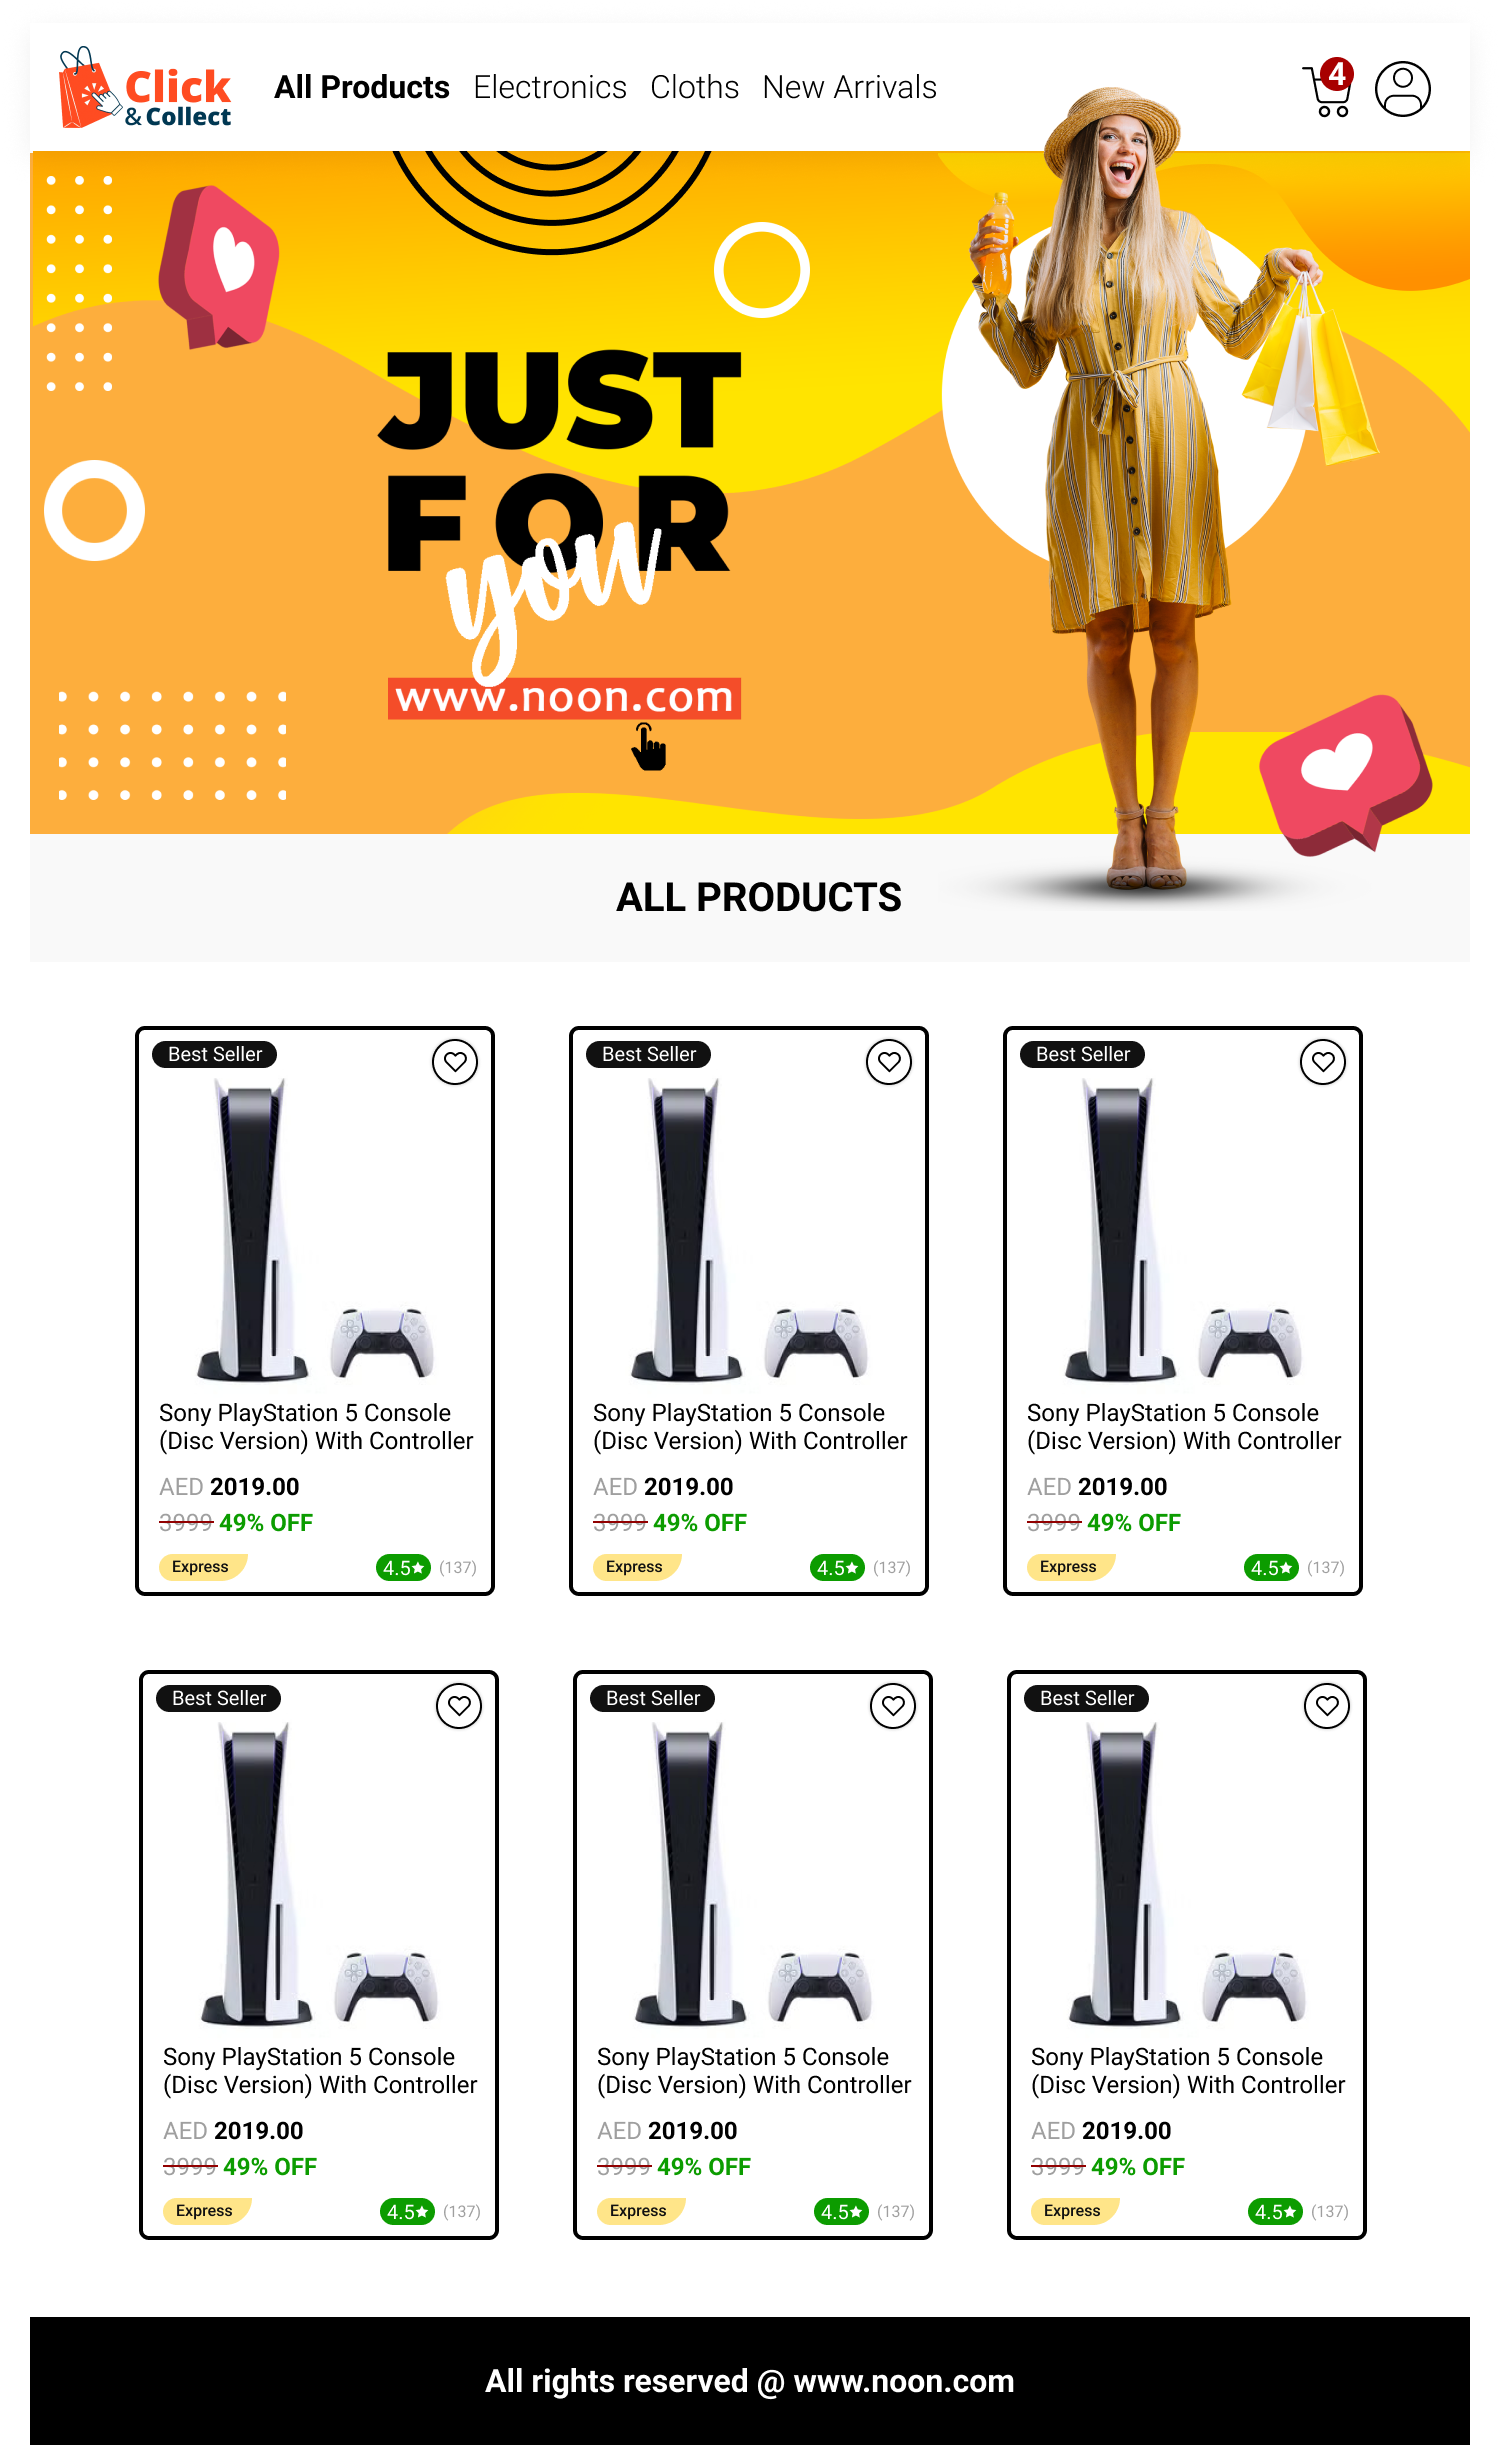 Click
& Collect
All Products Electronics Cloths New Arrivals
4
JUST
FOR
you
www.noon.com
ALL PRODUCTS
Best Seller
Sony PlayStation 5 Console
(Disc Version) With Controller
AED 2019.00
3999 49% OFF
Express 4.5★ (137)
Best Seller
Sony PlayStation 5 Console
(Disc Version) With Controller
AED 2019.00
3999 49% OFF
Express 4.5★ (137)
Best Seller
Sony PlayStation 5 Console
(Disc Version) With Controller
AED 2019.00
3999 49% OFF
Express 4.5★ (137)
Best Seller
Sony PlayStation 5 Console
(Disc Version) With Controller
AED 2019.00
3999 49% OFF
Express 4.5★ (137)
Best Seller
Sony PlayStation 5 Console
(Disc Version) With Controller
AED 2019.00
3999 49% OFF
Express 4.5★ (137)
Best Seller
Sony PlayStation 5 Console
(Disc Version) With Controller
AED 2019.00
3999 49% OFF
Express 4.5★ (137)
All rights reserved @ www.noon.com